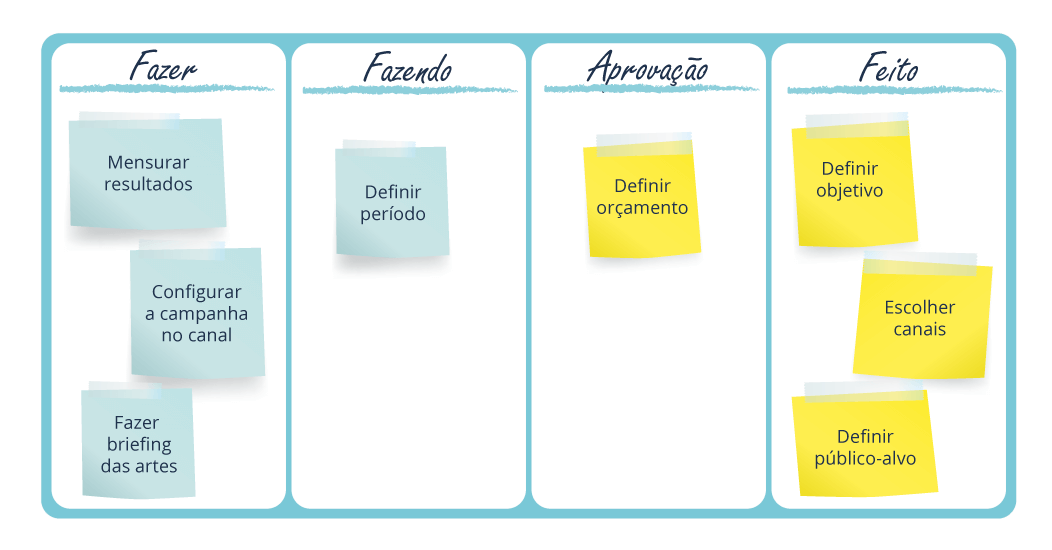 Fazer
Mensurar
resultados
Configurar
a campanha
no canal
Fazer
briefing
das artes
Fazendo
Definir
período
Aprovação
Definir
orçamento
Feito
Definir
objetivo
Escolher
canais
Definir
público-alvo